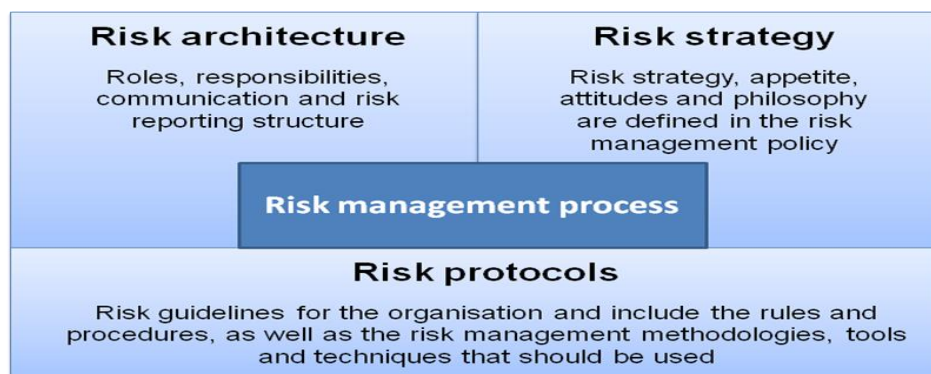 Risk architecture
Roles, responsibilities,
communication and risk
reporting structure
Risk strategy
Risk strategy, appetite,
attitudes and philosophy
are defined in the risk
management policy
Risk management process
Risk protocols
Risk guidelines for the organisation and include the rules and
procedures, as well as the risk management methodologies, tools
and techniques that should be used